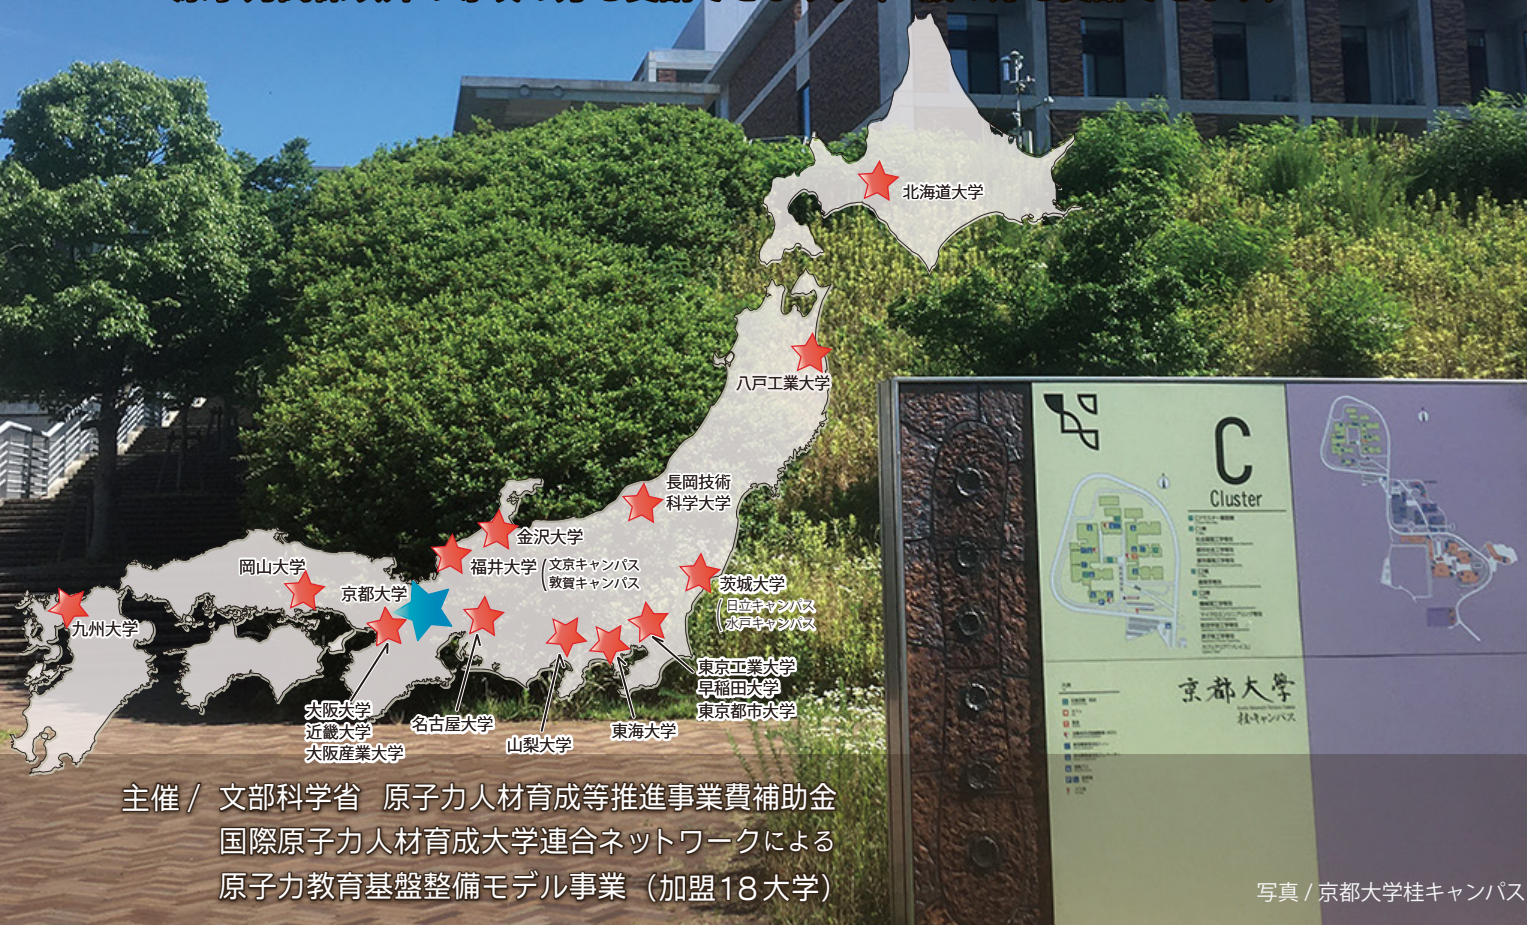 北海道大学
八戸工業大学
長岡技術
科学大学
金沢大学
福井大学(文京キャンパス
敦賀キャンパス
岡山大学
京都大学
茨城大学
(日立キャンパス
水戸キャンパス
九州大学
東京工業大学
早稲田大学
東京都市大学
大阪大学
近畿大学
大阪産業大学
名古屋大学
山梨大学
東海大学
C
Cluster
京都大學
桂キャンパス
主催 / 文部科学省 原子力人材育成等推進事業費補助金
国際原子力人材育成大学連合ネットワークによる
原子力教育基盤整備モデル事業（加盟18大学）
写真 / 京都大学桂キャンパス